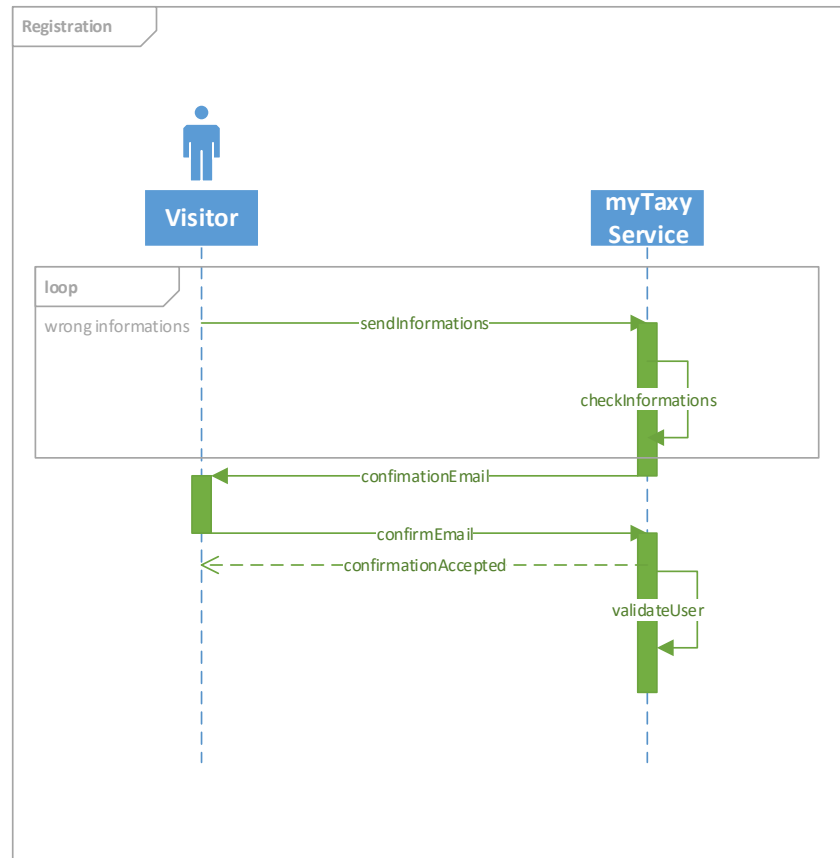 Registration
Visitor
myTaxy
Service
loop
wrong informations
sendInformations
checkInformations
confimationEmail
confirmEmail
confirmationAccepted
validateUser